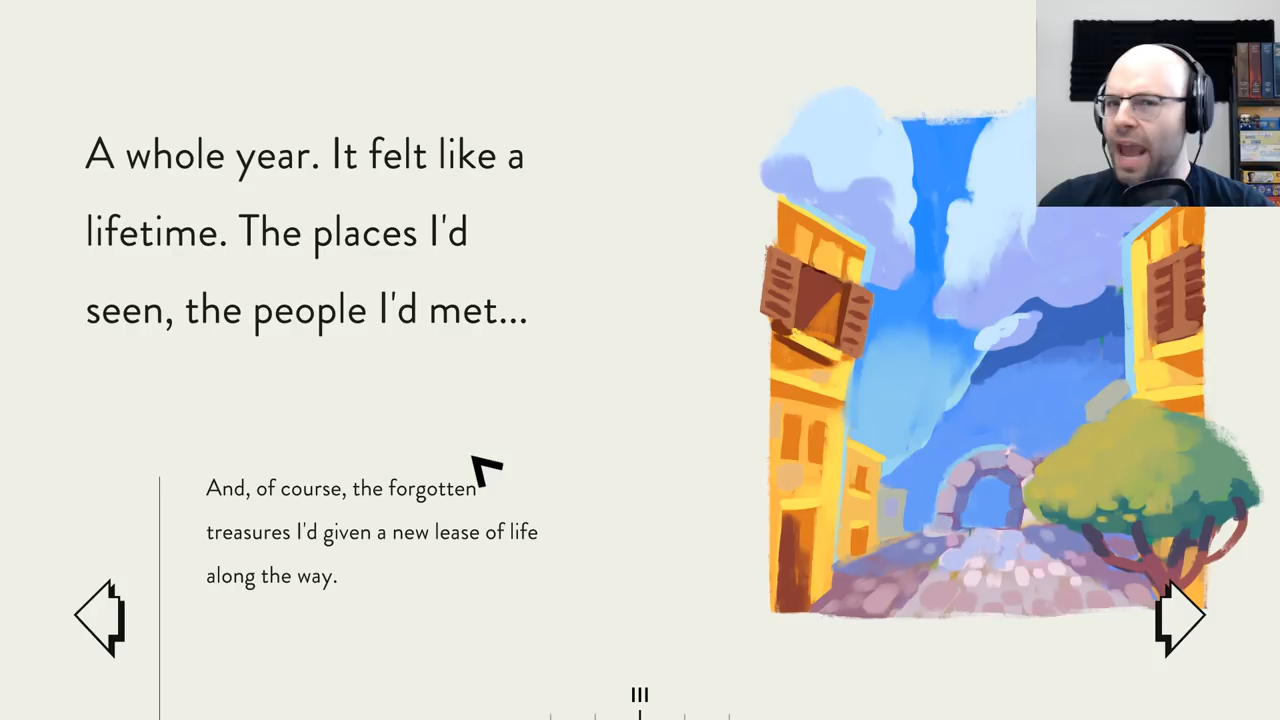 A whole year. It felt like a
lifetime. The places I'd
seen, the people I'd met...
And, of course, the forgotten
treasures I'd given a new lease of life
along the way.
III